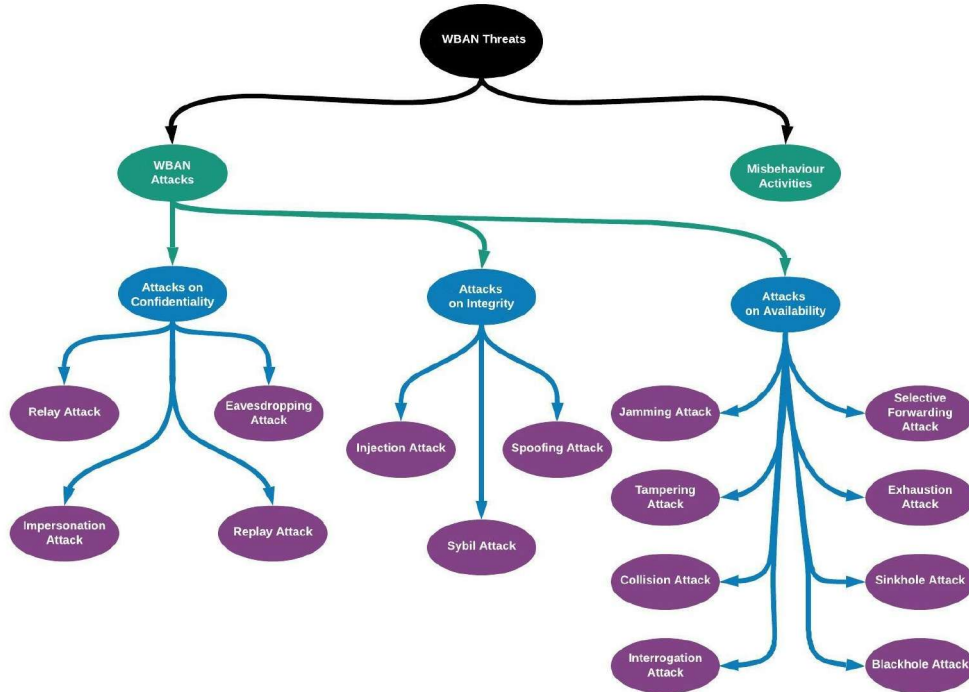 WBAN Threats
WBAN
Attacks
Misbehaviour
Activities
Attacks on
Confidentiality
Attacks
on Integrity
Attacks
on Availability
Relay Attack
Eavesdropping
Attack
Impersonation
Attack
Replay Attack
Injection Attack
Spoofing Attack
Sybil Attack
Jamming Attack
Selective
Forwarding
Attack
Tampering
Attack
Exhaustion
Attack
Collision Attack
Sinkhole Attack
Interrogation
Attack
Blackhole Attack